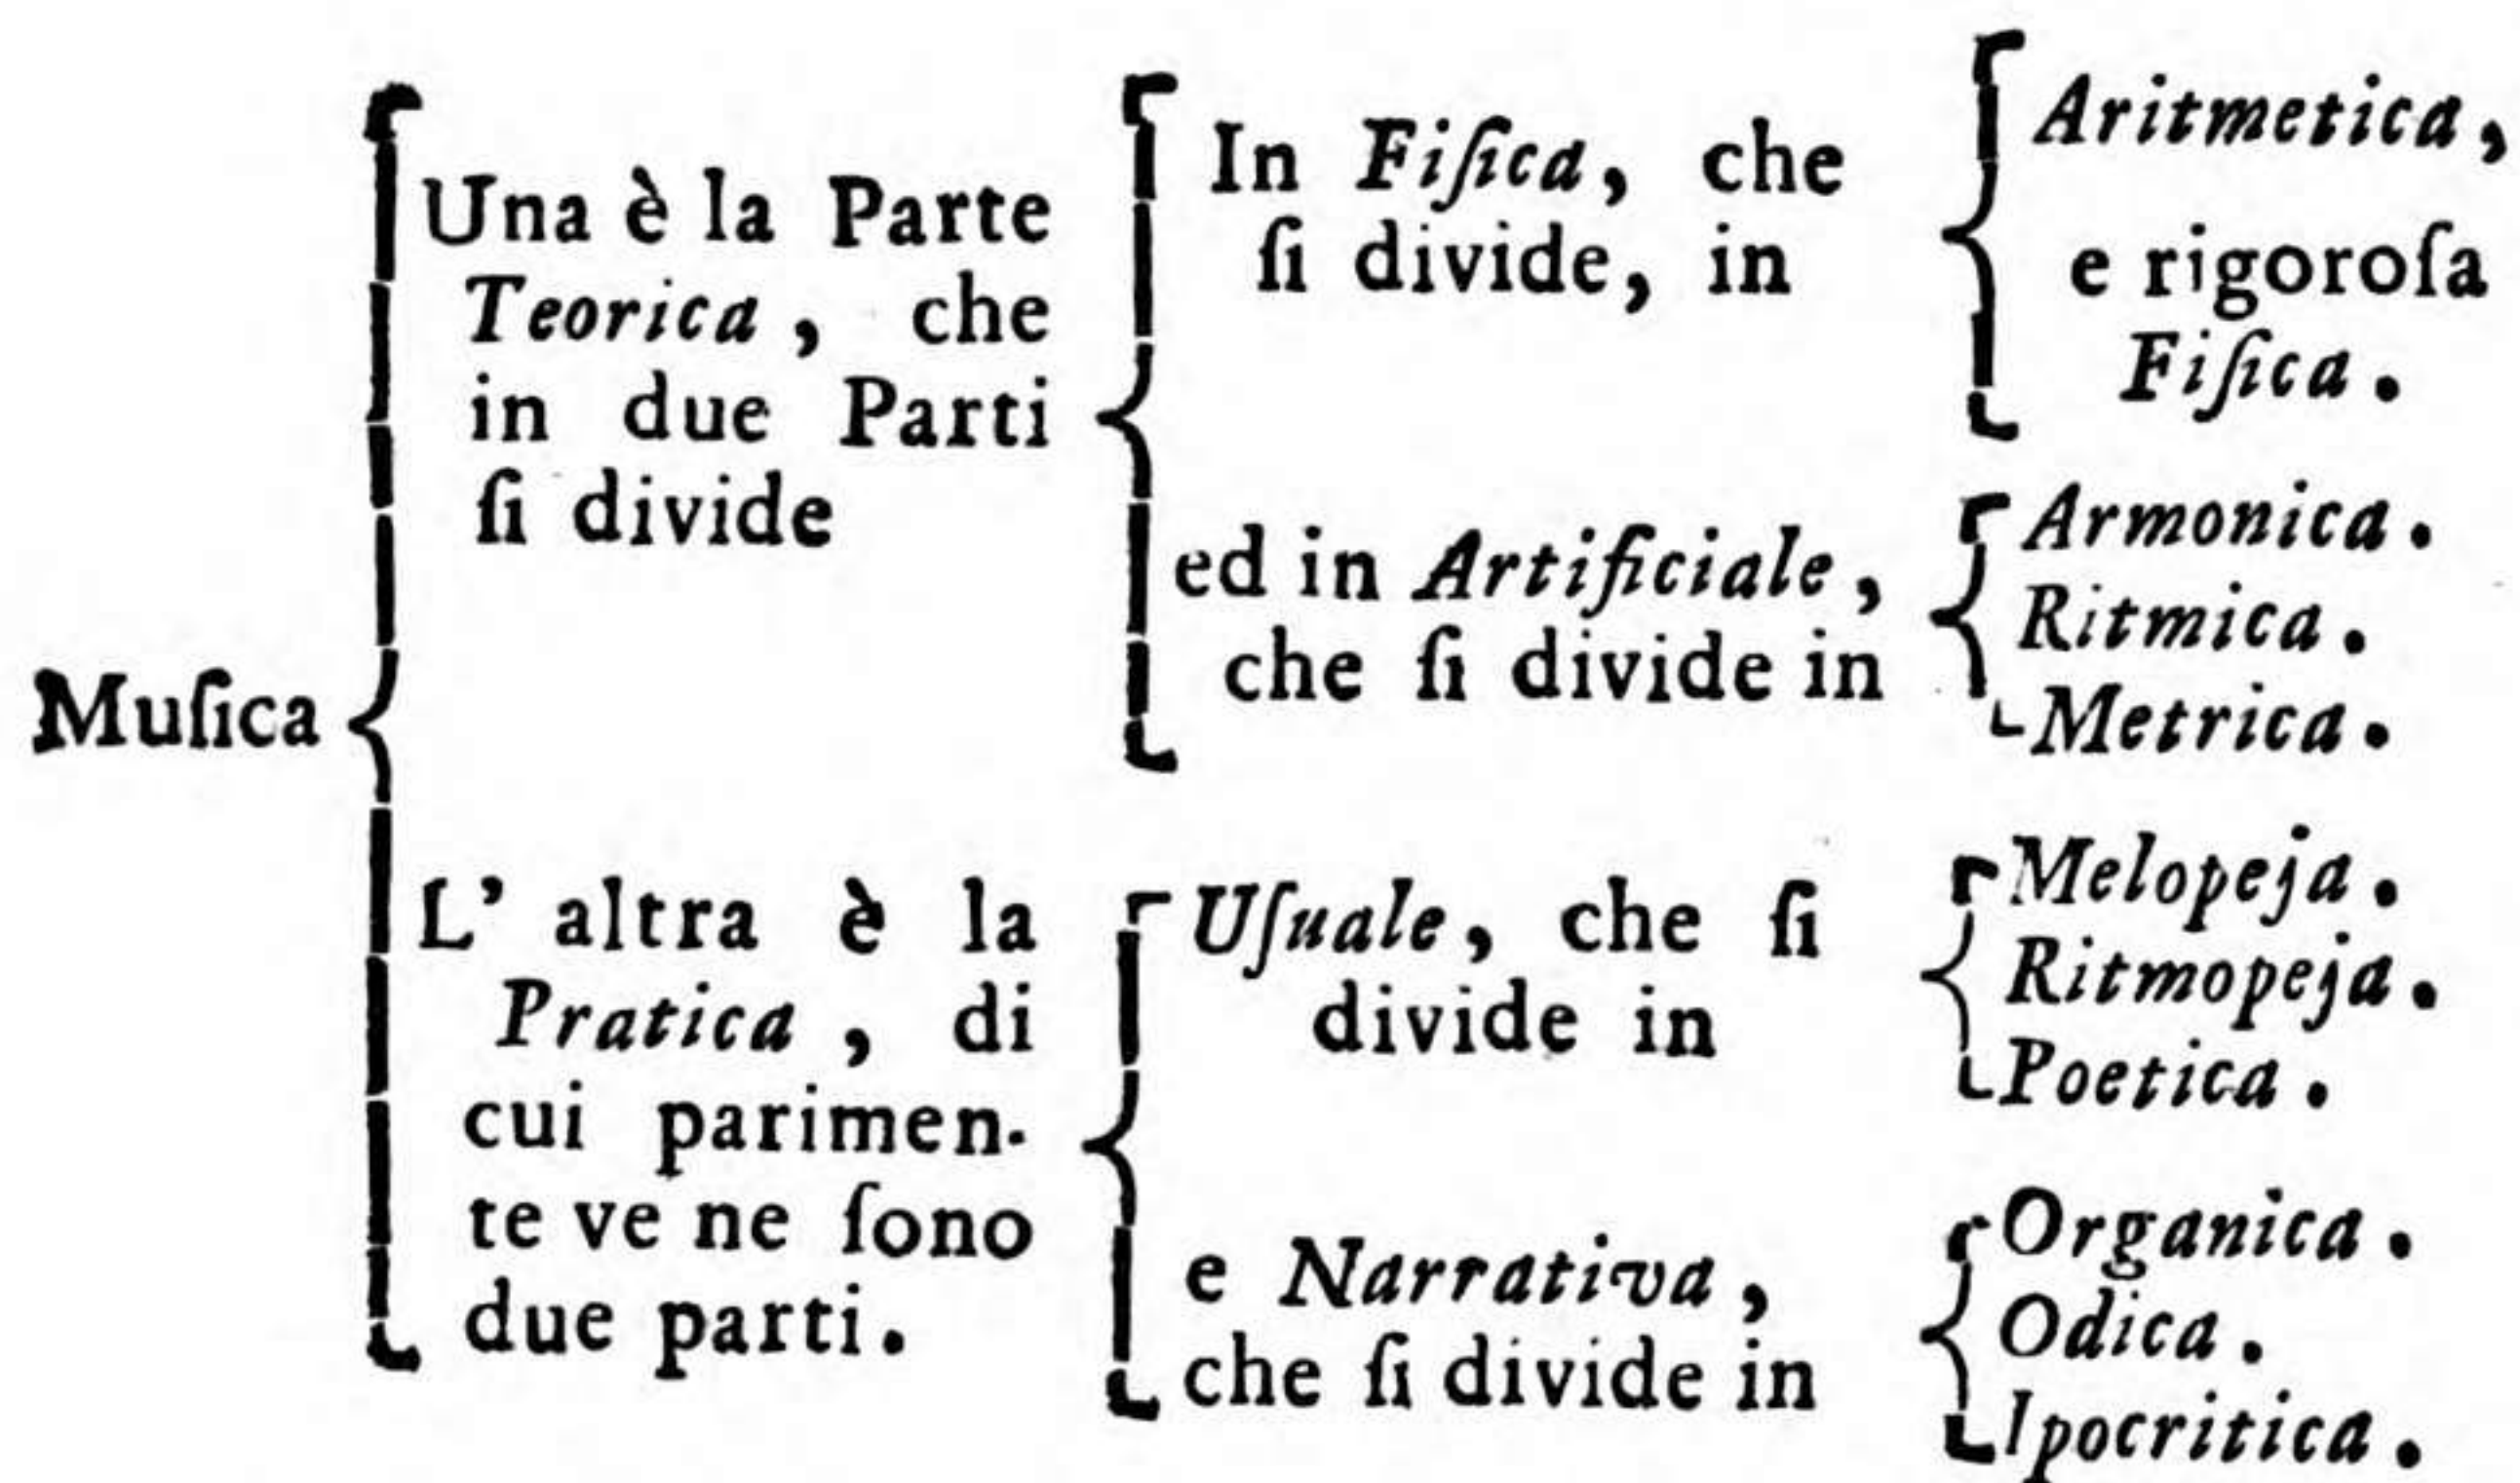 Muſica
Una è la Parte
Teorica, che
in due Parti
ſi divide
In Fiſica, che
ſi divide, in
Aritmetica,
e rigoroſa
Fiſica.
ed in Artificiale,
che ſi divide in
Armonica.
Ritmica.
Metrica.
L' altra è la
Pratica, di
cui parimen-
te ve ne ſono
due parti.
Uſuale, che ſi
divide in
Melopeja.
Ritmopeja.
Poetica.
e Narrativa,
che ſi divide in
Organica.
Odica.
Ipocritica.